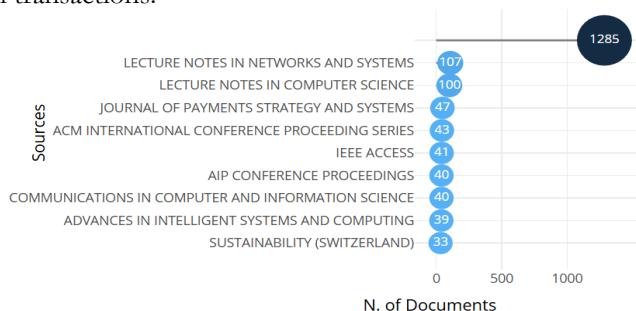 transactions.
1285
LECTURE NOTES IN NETWORKS AND SYSTEMS 107
LECTURE NOTES IN COMPUTER SCIENCE 100
JOURNAL OF PAYMENTS STRATEGY AND SYSTEMS 47
ACM INTERNATIONAL CONFERENCE PROCEEDING SERIES 43
IEEE ACCESS 41
AIP CONFERENCE PROCEEDINGS 40
COMMUNICATIONS IN COMPUTER AND INFORMATION SCIENCE 40
ADVANCES IN INTELLIGENT SYSTEMS AND COMPUTING 39
SUSTAINABILITY (SWITZERLAND) 33
Sources
0 500 1000
N. of Documents